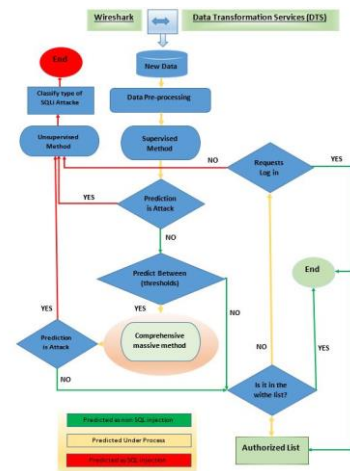 Wireshark
Data Transformation Services (DTS)
New Data
Data Pre-processing
Supervised
Method
Prediction
is Attack
YES
NO
Predict Between
(thresholds)
YES
NO
Comprehensive
massive method
Prediction
is Attack
YES
NO
Unsupervised
Method
Classify type of
SQLI Attacke
End
Requests
Log in
NO
YES
NO
Is it in the
withe list?
YES
End
Authorized List
Predicted access SQL injection
Predicted Under Process
Predicted as SQL injection